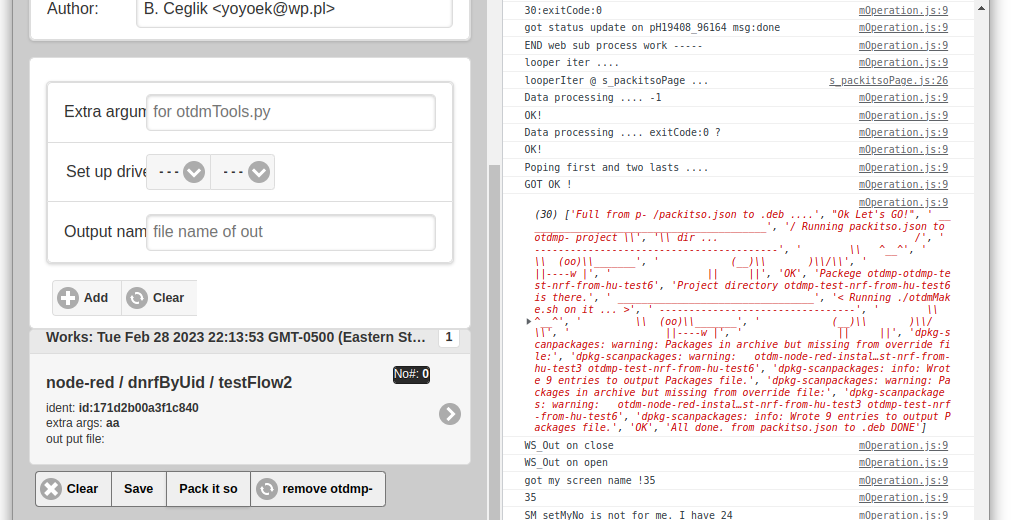 Author:
B. Ceglik <yoyoek@wp.pl>
Extra argum
for otdmTools.py
Set up drive
---
---
Output nam
file name of out
Add
Clear
Works: Tue Feb 28 2023 22:13:53 GMT-0500 (Eastern St...
1
node-red / dnrfByUid / testFlow2
No#: 0
ident: id:171d2b00a3f1c840
extra args: aa
out put file:
Clear
Save
Pack it so
remove otdmp-
30:exitCode:0 mOperation.js:9
got status update on pH19408_96164 msg:done mOperation.js:9
END web sub process work ----- mOperation.js:9
looper iter .... mOperation.js:9
looperIter @ s_packitsoPage ... s_packitsoPage.js:26
Data processing .... -1 mOperation.js:9
OK! mOperation.js:9
Data processing .... exitCode:0 ? mOperation.js:9
OK! mOperation.js:9
Poping first and two lasts .... mOperation.js:9
GOT OK ! mOperation.js:9
mOperation.js:9
(30) ['Full from p- /packitso.json to .deb ....', "Ok Let's GO!", ' __
______________________________________', '/ Running packitso.json to
otdmp- project \\', '\\ dir ... /', '
----------------------------------------', ' \\ ^__^', '
\\ (oo)\\_______', ' (__)\\ )\\/\\', '
||----w |', ' || ||', 'OK', 'Packege otdmp-otdmp-te
st-nrf-from-hu-test6', 'Project directory otdmp-test-nrf-from-hu-test6
is there.', ' ________________________________', '< Running ./otdmMak
e.sh on it ... >', ' --------------------------------', ' \\
^__^', ' \\ (oo)\\_______', ' (__)\\ )\\/
\\', ' ||----w |', ' || ||', 'dpkg-s
canpackages: warning: Packages in archive but missing from override fi
le:', 'dpkg-scanpackages: warning: otdm-node-red-instal…st-nrf-from-
hu-test3 otdmp-test-nrf-from-hu-test6', 'dpkg-scanpackages: info: Wrot
e 9 entries to output Packages file.', 'dpkg-scanpackages: warning: Pa
ckages in archive but missing from override file:', 'dpkg-scanpackage
s: warning: otdm-node-red-instal…st-nrf-from-hu-test3 otdmp-test-nrf
-from-hu-test6', 'dpkg-scanpackages: info: Wrote 9 entries to output P
ackages file.', 'OK', 'All done. from packitso.json to .deb DONE']
WS_Out on close mOperation.js:9
WS_Out on open mOperation.js:9
got my screen name !35 mOperation.js:9
35 mOperation.js:9
SM setMyNo is not for me. I have 24 mOperation.js:9